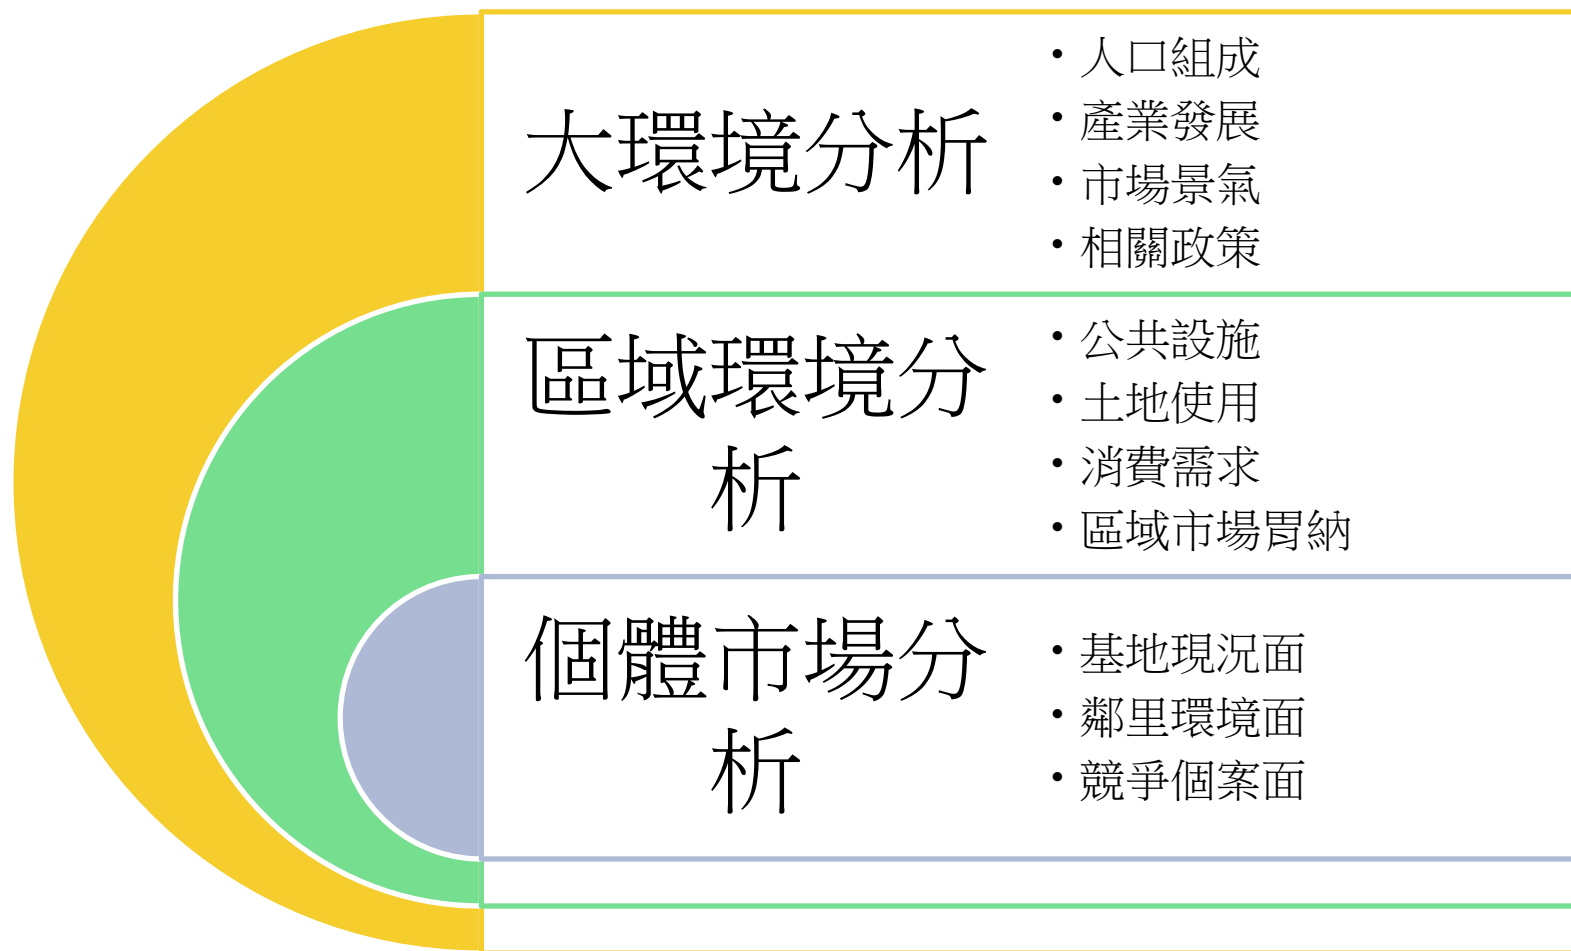 大環境分析
• 人口組成
• 產業發展
• 市場景氣
• 相關政策
區域環境分
析
• 公共設施
• 土地使用
• 消費需求
• 區域市場胃納
個體市場分
析
• 基地現況面
• 鄰里環境面
• 競爭個案面